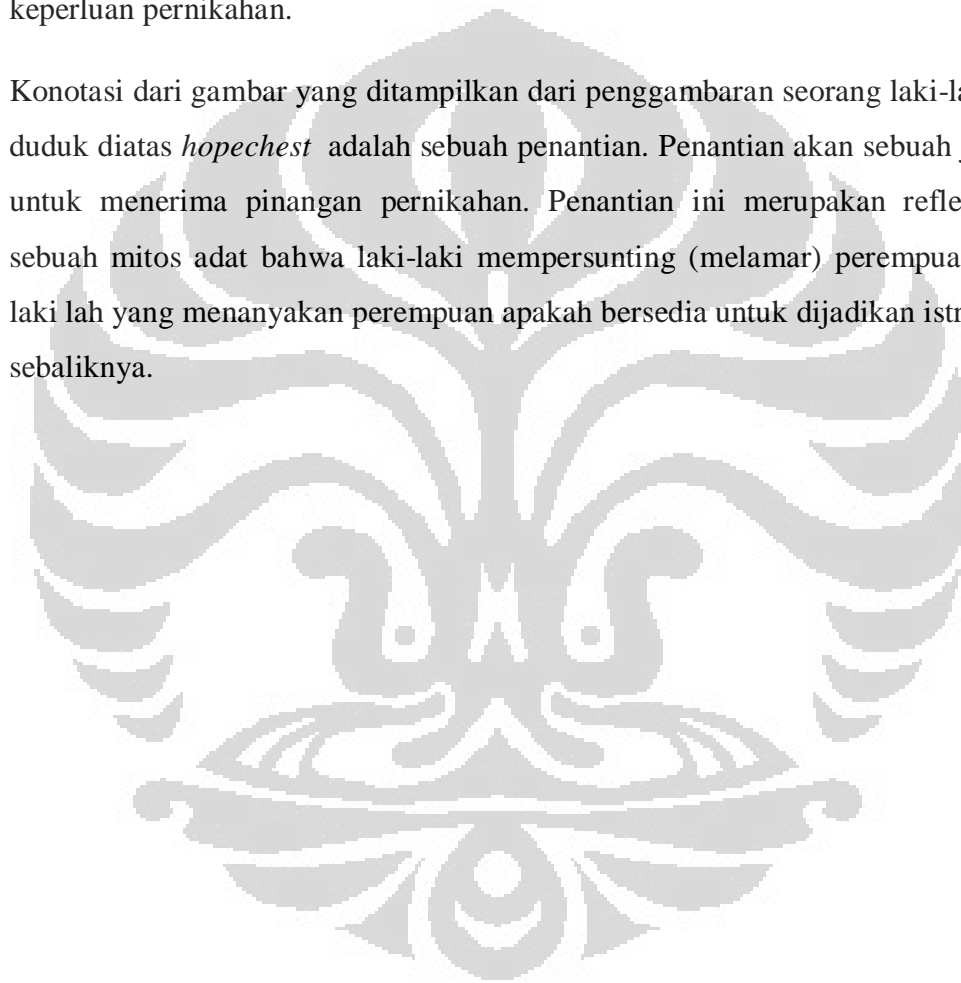 keperluan pernikahan.
Konotasi dari gambar yang ditampilkan dari penggambaran seorang laki-la
duduk diatas hopechest adalah sebuah penantian. Penantian akan sebuah
untuk menerima pinangan pernikahan. Penantian ini merupakan refle
sebuah mitos adat bahwa laki-laki mempersunting (melamar) perempua
laki lah yang menanyakan perempuan apakah bersedia untuk dijadikan istr
sebaliknya.